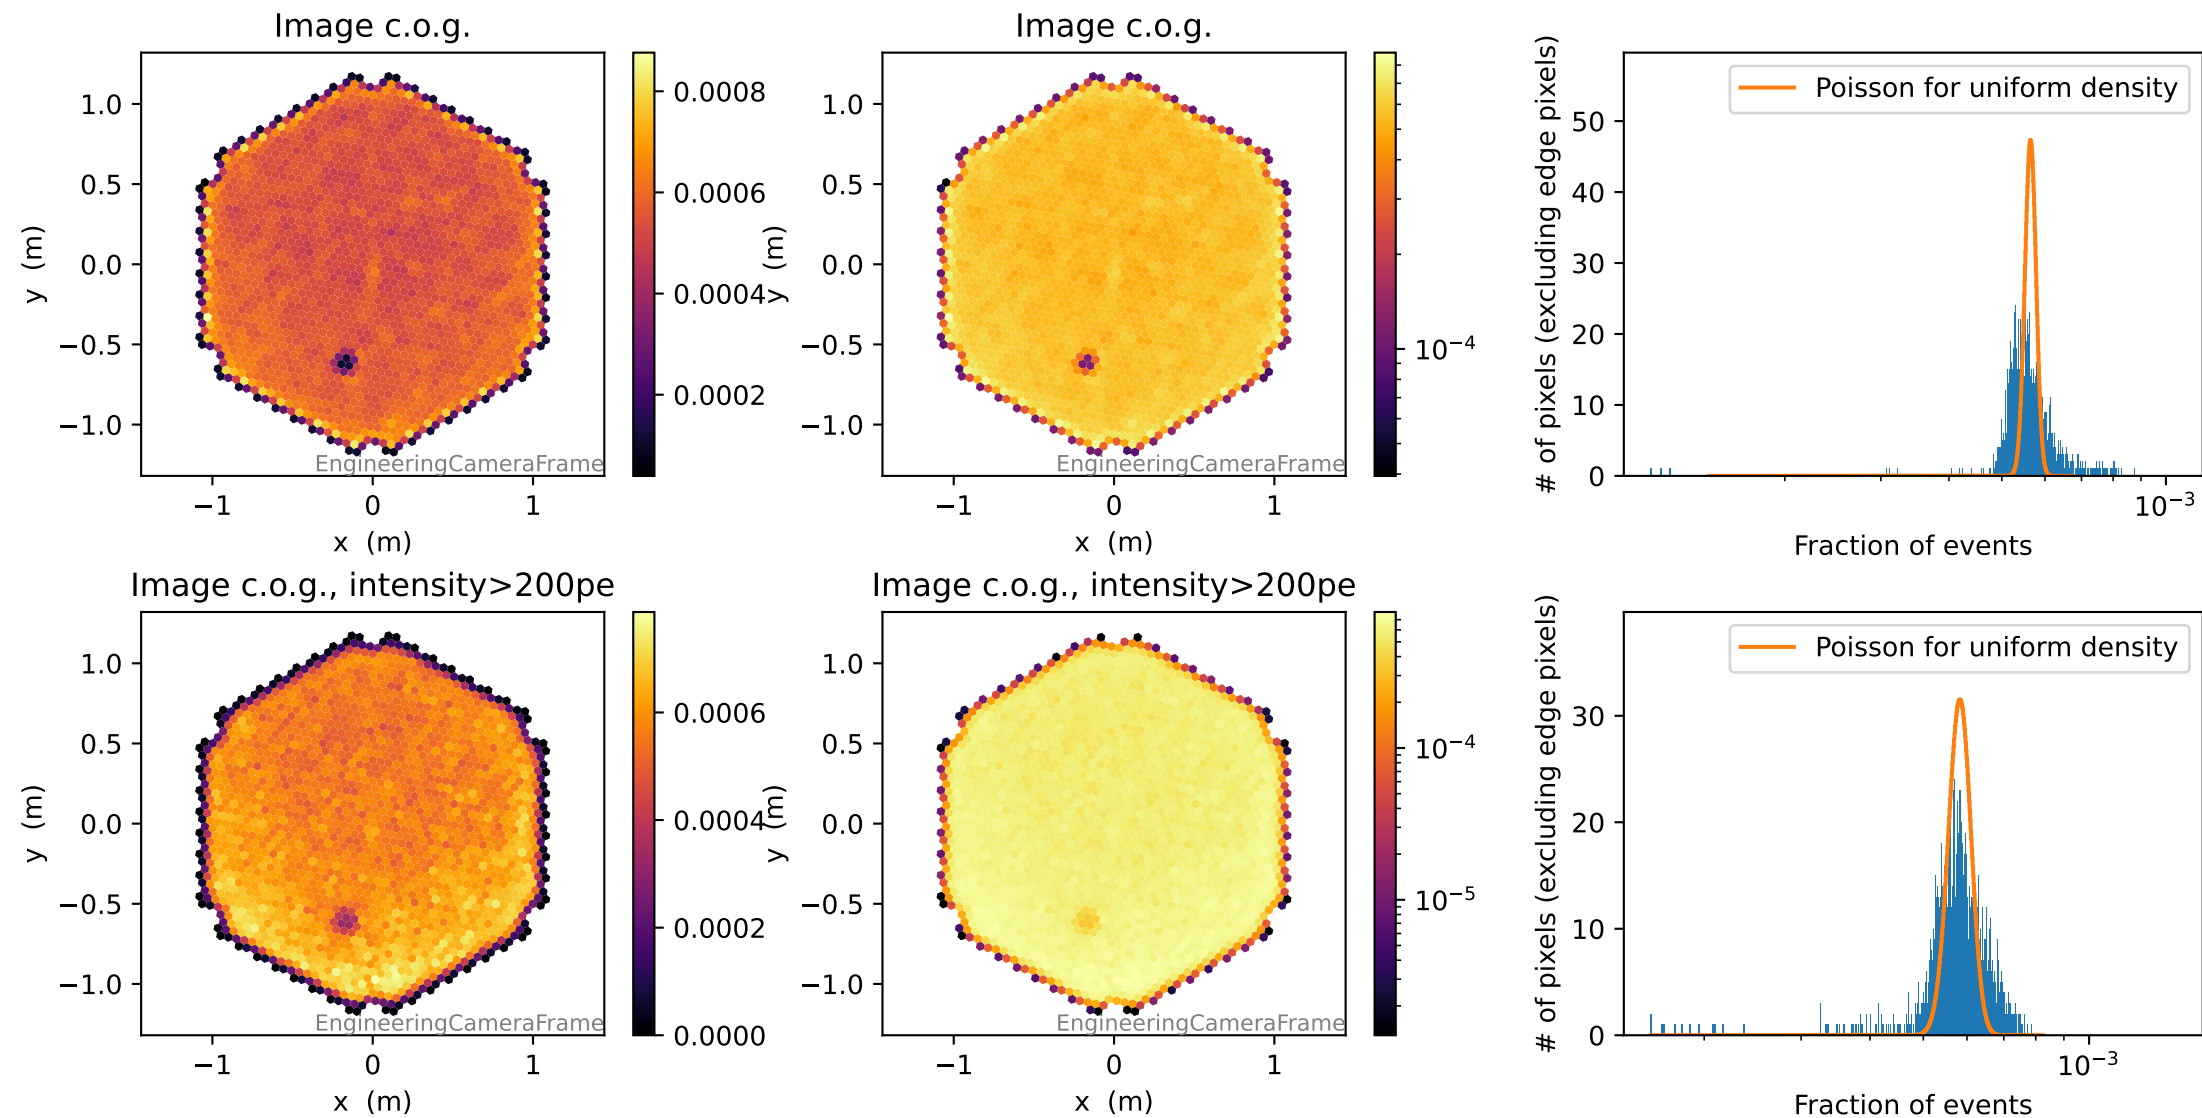 Image c.o.g.
1.0
0.5
0.0
−0.5
−1.0
y (m)
−1
0
1
x (m)
EngineeringCameraFrame
0.0008
0.0006
0.0004
0.0002
Image c.o.g.
1.0
0.5
0.0
−0.5
−1.0
y (m)
−1
0
1
x (m)
EngineeringCameraFrame
10−4
Poisson for uniform density
50
40
30
20
10
0
# of pixels (excluding edge pixels)
10−3
Fraction of events
Image c.o.g., intensity>200pe
1.0
0.5
0.0
−0.5
−1.0
y (m)
−1
0
1
x (m)
EngineeringCameraFrame
0.0006
0.0004
0.0002
0.0000
Image c.o.g., intensity>200pe
1.0
0.5
0.0
−0.5
−1.0
y (m)
−1
0
1
x (m)
EngineeringCameraFrame
10−4
10−5
Poisson for uniform density
30
20
10
0
# of pixels (excluding edge pixels)
10−3
Fraction of events